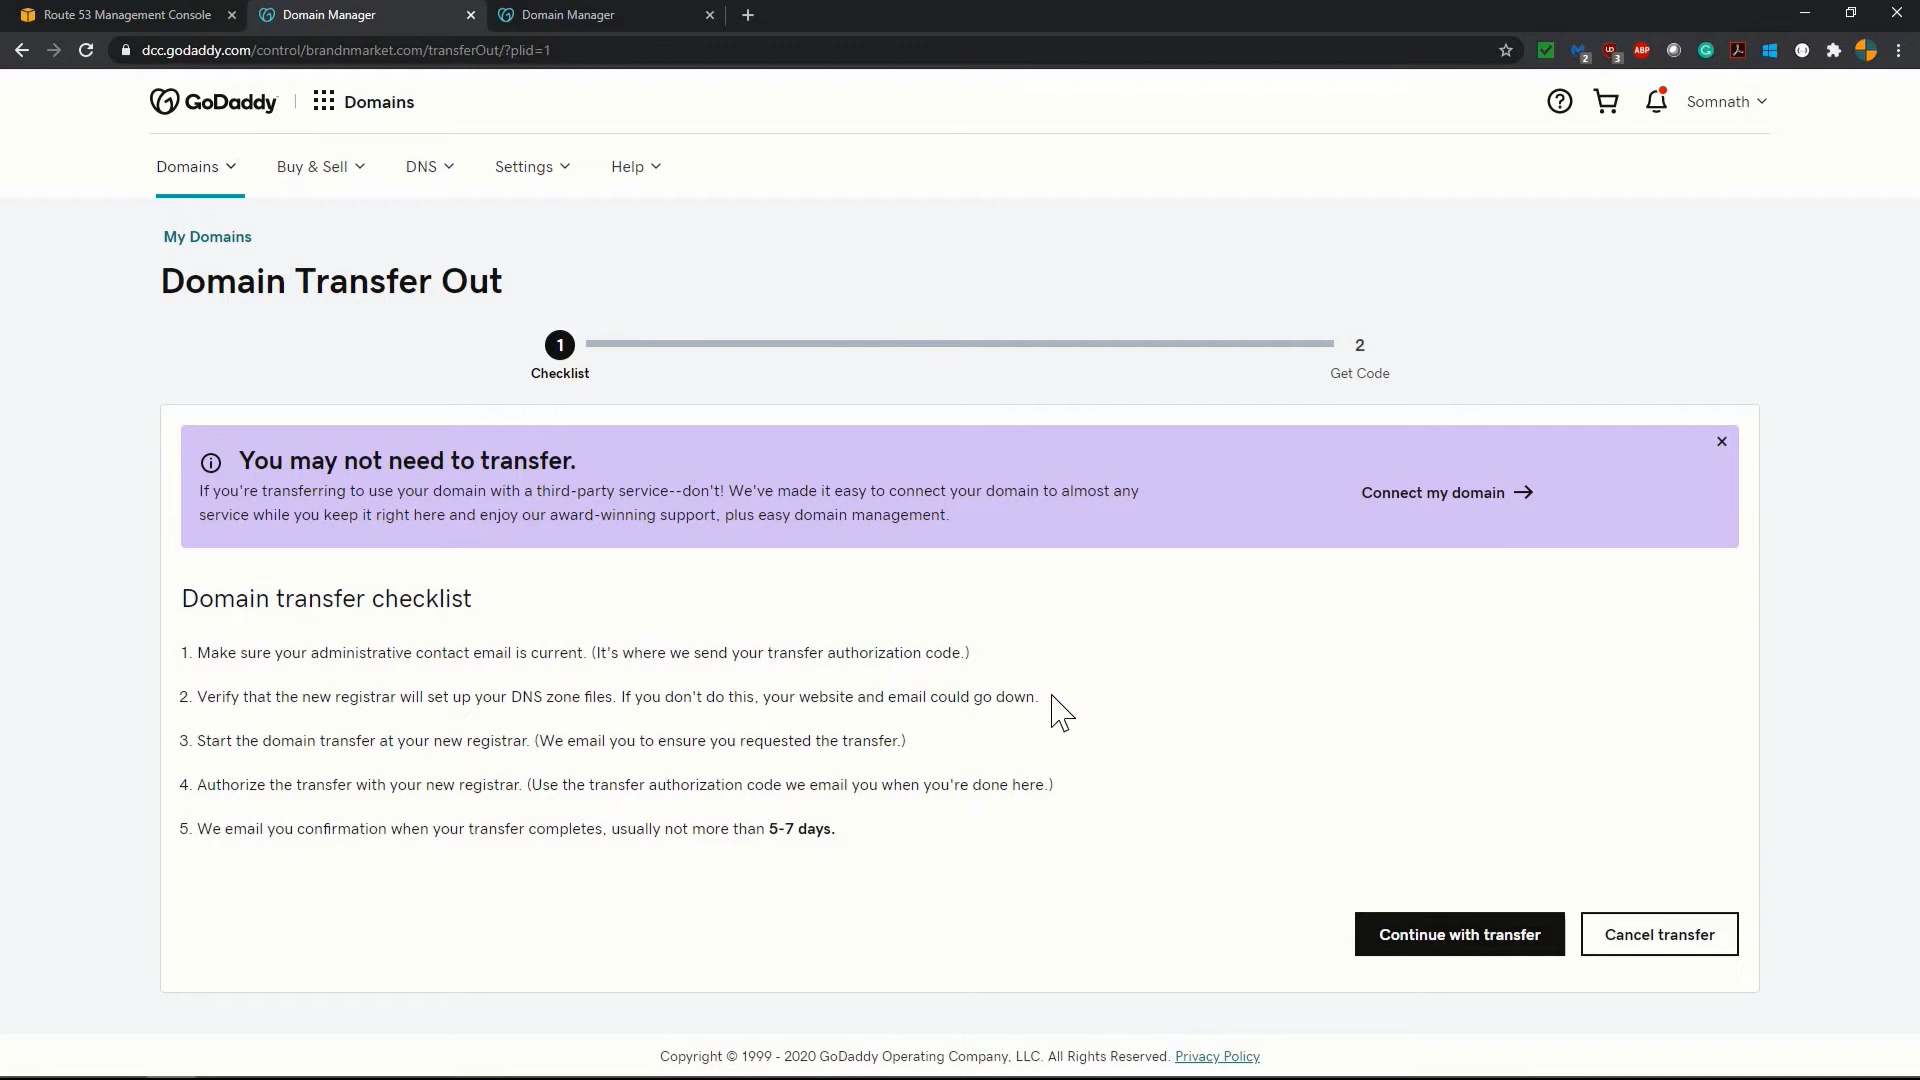 Route 53 Management Console
Domain Manager
Domain Manager
dcc.godaddy.com/control/brandnmarket.com/transferOut/?plid=1
2
3
ABP
GoDaddy
Domains
Somnath
Domains
Buy & Sell
DNS
Settings
Help
My Domains
Domain Transfer Out
1
2
Checklist
Get Code
You may not need to transfer.
If you're transferring to use your domain with a third-party service--don't! We've made it easy to connect your domain to almost any
service while you keep it right here and enjoy our award-winning support, plus easy domain management.
Connect my domain
Domain transfer checklist
1. Make sure your administrative contact email is current. (It's where we send your transfer authorization code.)
2. Verify that the new registrar will set up your DNS zone files. If you don't do this, your website and email could go down.
3. Start the domain transfer at your new registrar. (We email you to ensure you requested the transfer.)
4. Authorize the transfer with your new registrar. (Use the transfer authorization code we email you when you're done here.)
5. We email you confirmation when your transfer completes, usually not more than 5-7 days.
Continue with transfer
Cancel transfer
Copyright © 1999 - 2020 GoDaddy Operating Company, LLC. All Rights Reserved. Privacy Policy